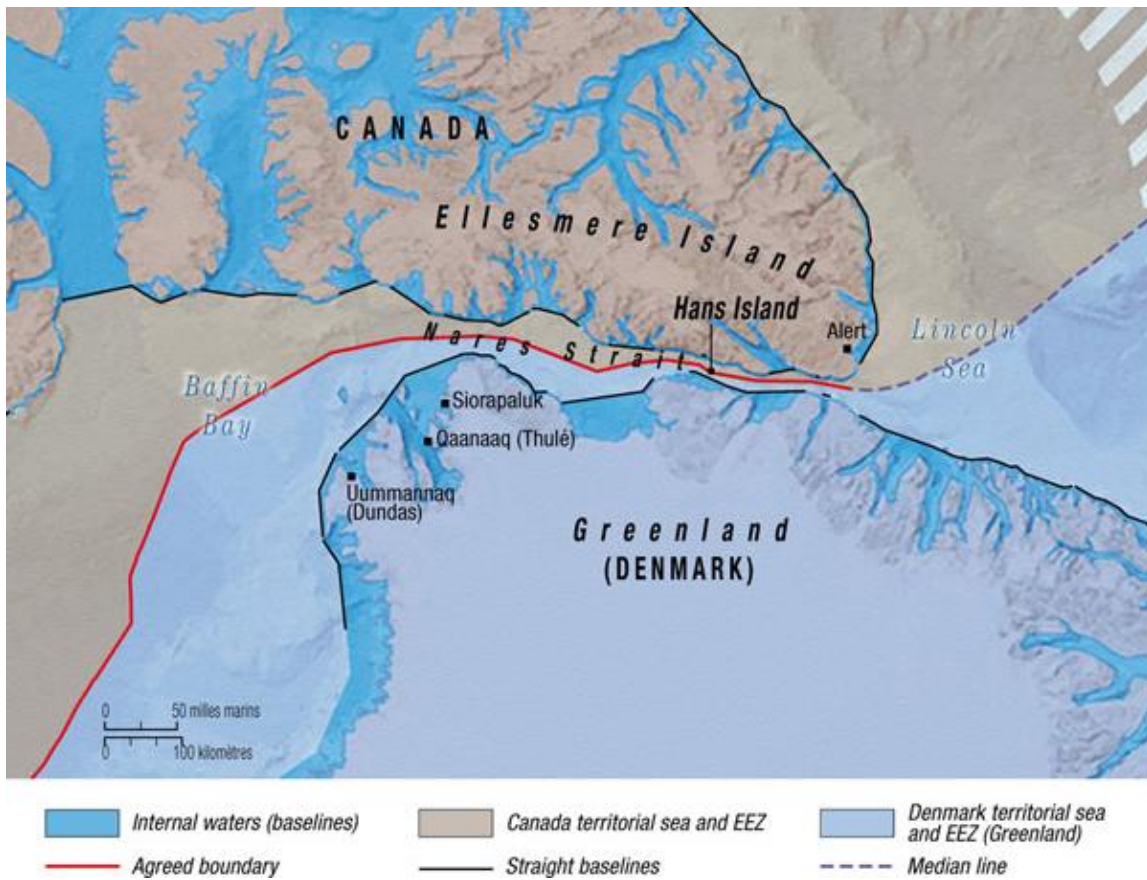 CANADA
Ellesmere Island
Hans Island
Alert
Lincoln
Sea
Nares Strait
Baffin
Bay
Siorapaluk
Qaanaaq (Thulé)
Uummannaq
(Dundas)
Greenland
(DENMARK)
0 50 milles marins
0 100 kilomètres
Internal waters (baselines)
Canada territorial sea and EEZ
Denmark territorial sea
and EEZ (Greenland)
Agreed boundary
Straight baselines
Median line